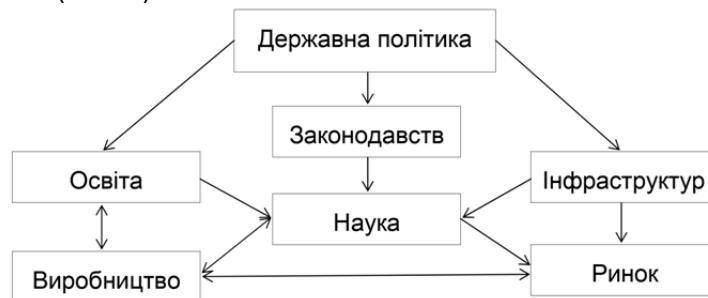 Державна політика
Законодавств
Освіта
Інфраструктур
Наука
Виробництво
Ринок